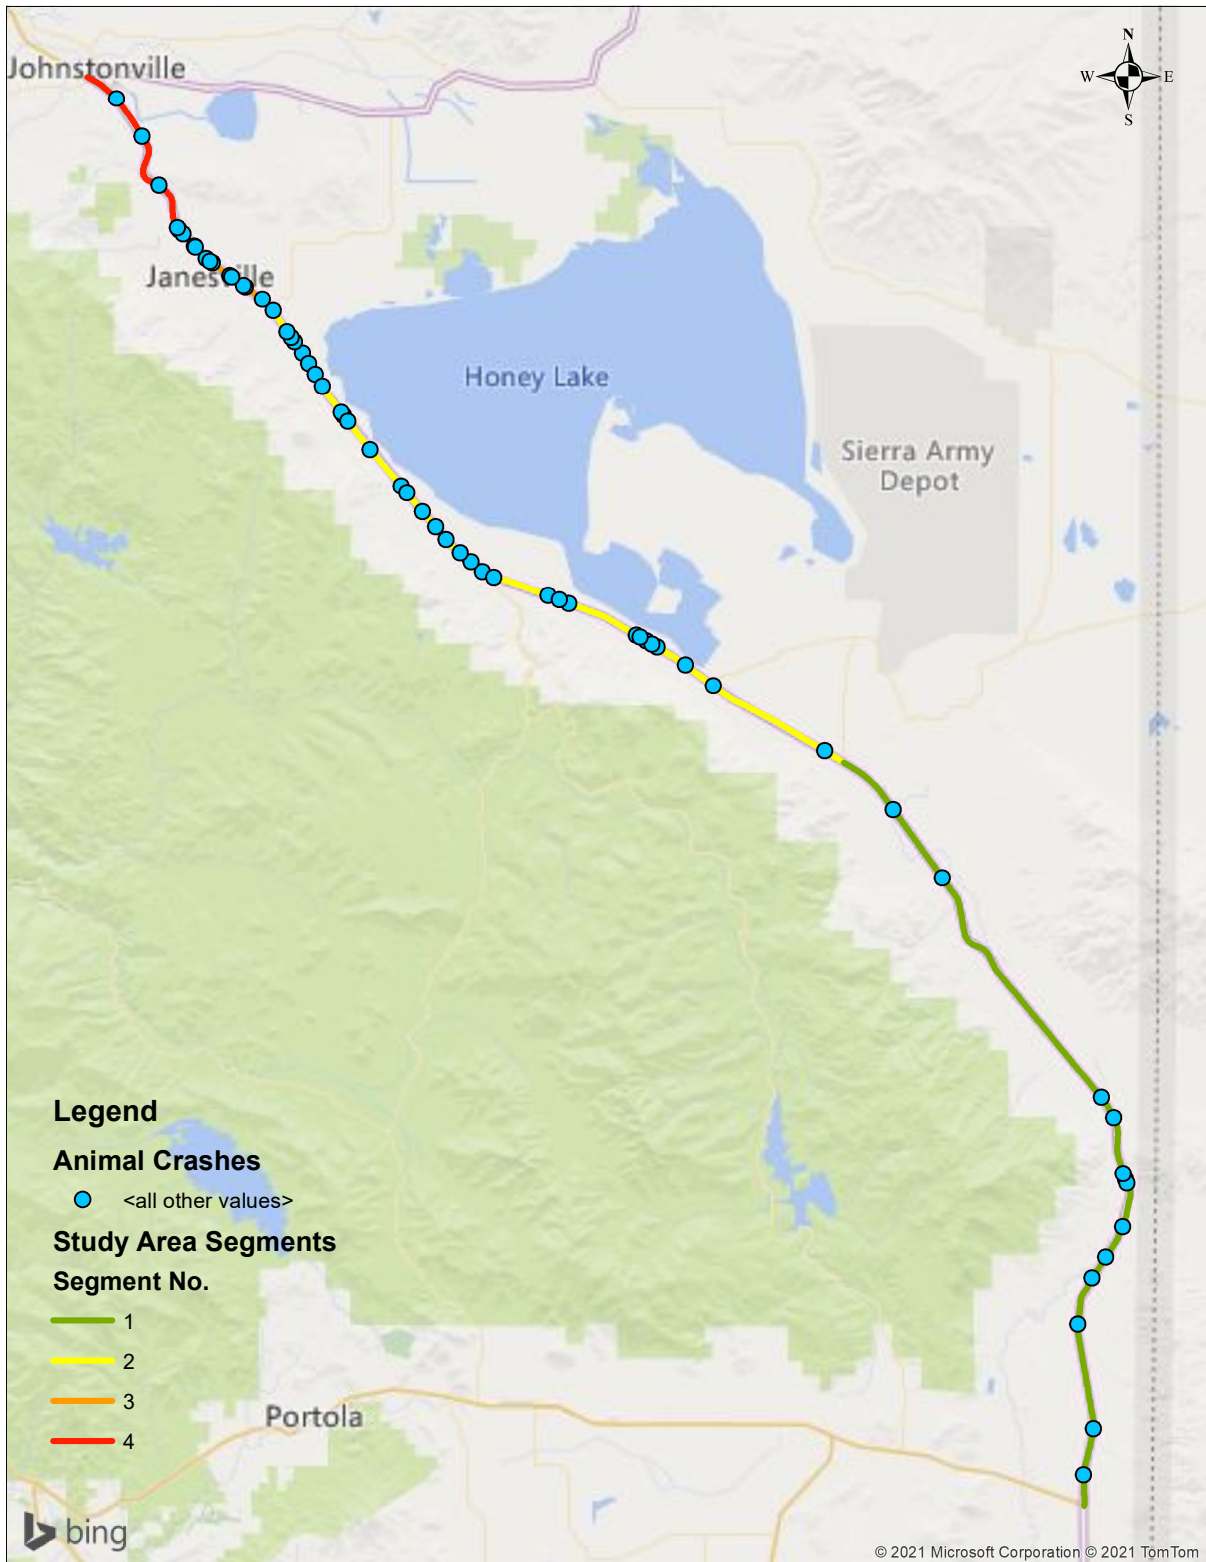 N
W E
S
Johnstonville
Janesville
Honey Lake
Sierra Army
Depot
Legend
Animal Crashes
<all other values>
Study Area Segments
Segment No.
1
2
3
4
Portola
bing
© 2021 Microsoft Corporation © 2021 TomTom